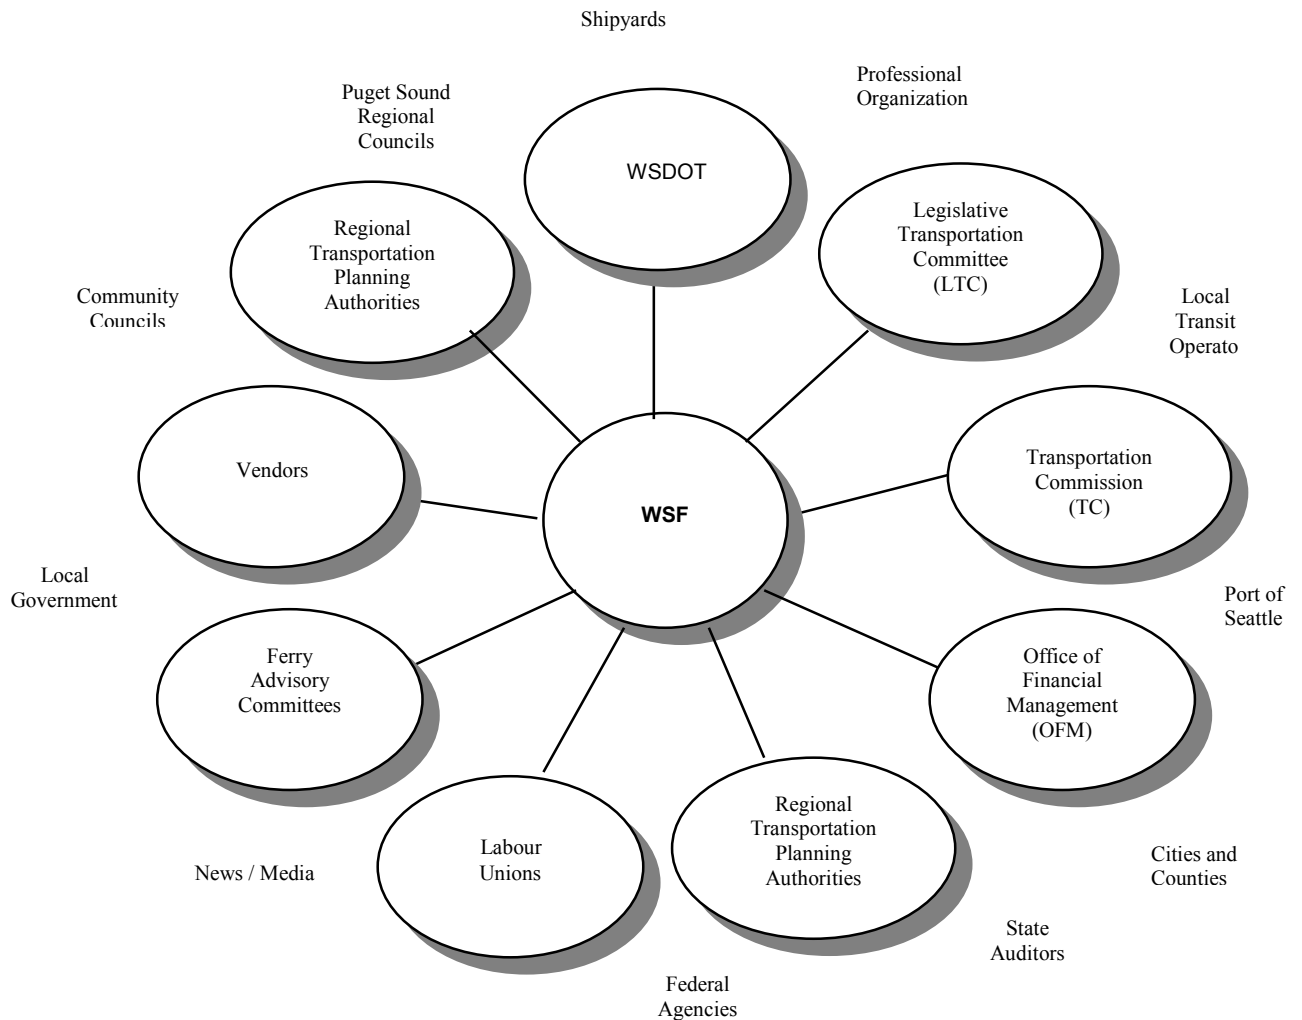 Shipyards
Professional
Organization
Puget Sound
Regional
Councils
WSDOT
Legislative
Transportation
Committee
(LTC)
Regional
Transportation
Planning
Authorities
Community
Councils
Local
Transit
Operato
Vendors
WSF
Transportation
Commission
(TC)
Local
Government
Port of
Seattle
Ferry
Advisory
Committees
Office of
Financial
Management
(OFM)
Labour
Unions
Regional
Transportation
Planning
Authorities
News / Media
Cities and
Counties
State
Auditors
Federal
Agencies